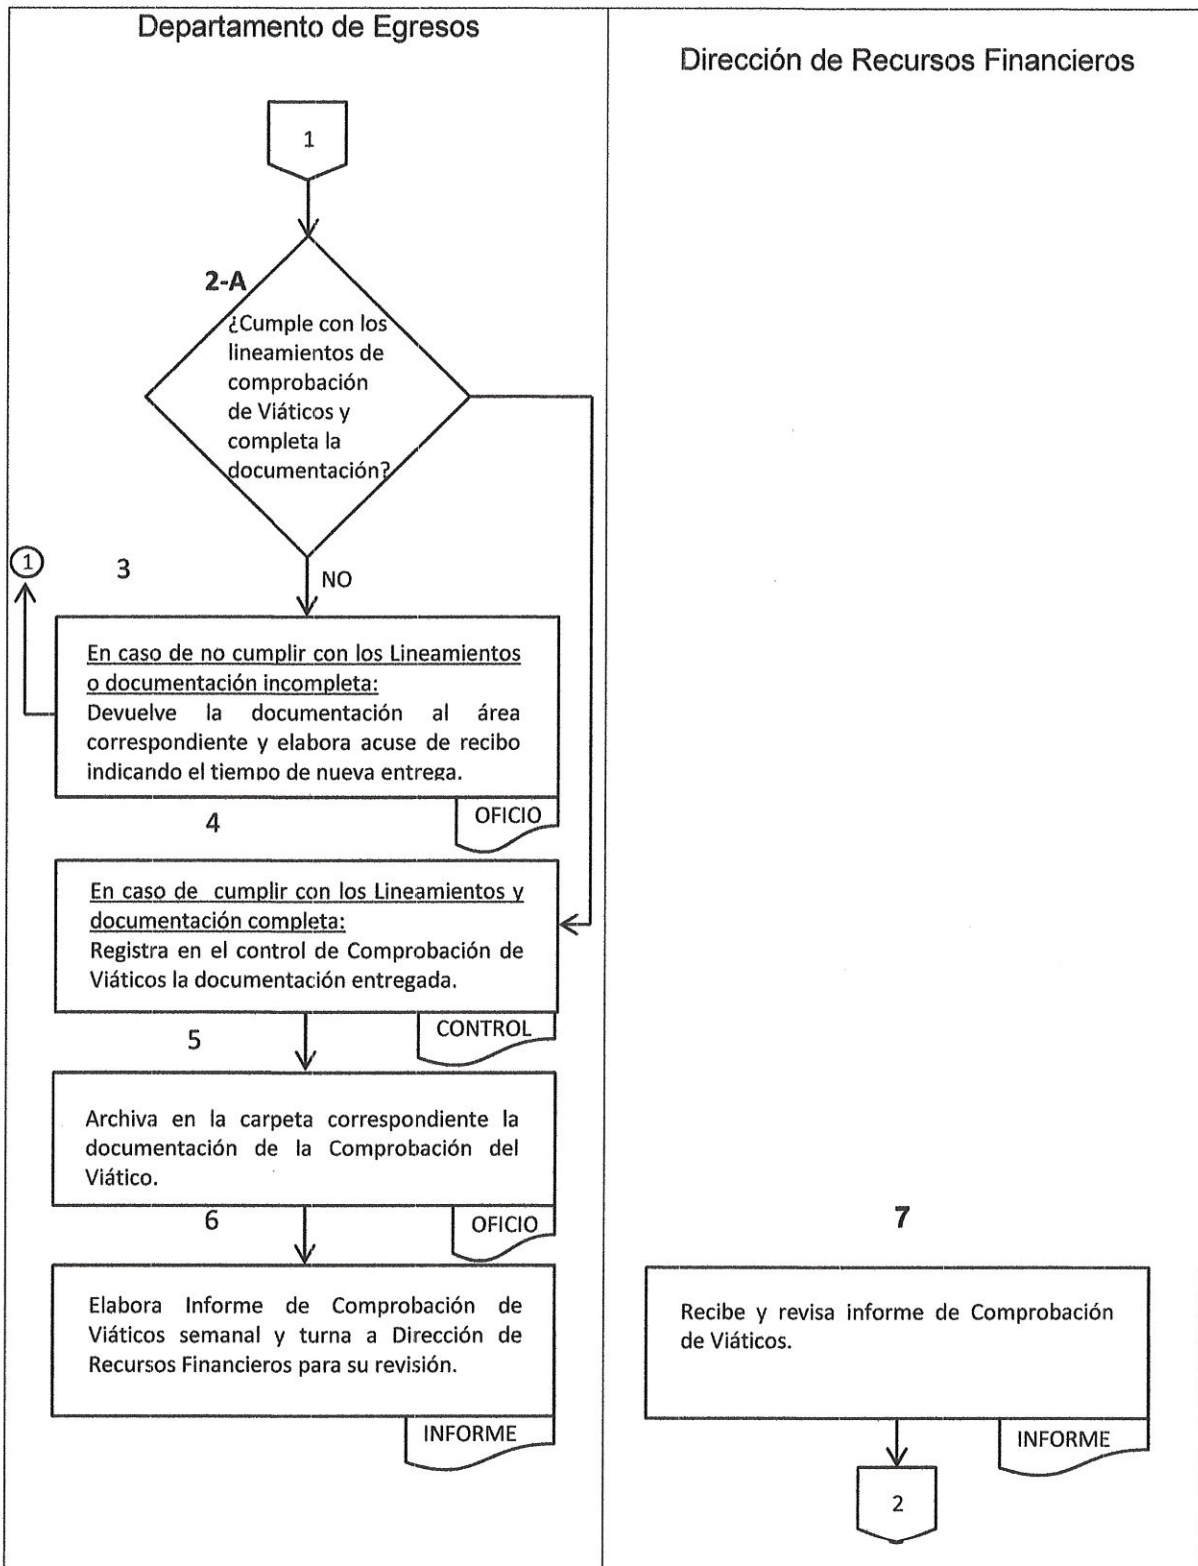 Departamento de Egresos
Dirección de Recursos Financieros
1
2-A
¿Cumple con los
lineamientos de
comprobación
de Viáticos y
completa la
documentación?
1
3
NO
En caso de no cumplir con los Lineamientos
o documentación incompleta:
Devuelve la documentación al área
correspondiente y elabora acuse de recibo
indicando el tiempo de nueva entrega.
OFICIO
4
En caso de cumplir con los Lineamientos y
documentación completa:
Registra en el control de Comprobación de
Viáticos la documentación entregada.
CONTROL
5
Archiva en la carpeta correspondiente la
documentación de la Comprobación del
Viático.
OFICIO
6
Elabora Informe de Comprobación de
Viáticos semanal y turna a Dirección de
Recursos Financieros para su revisión.
INFORME
7
Recibe y revisa informe de Comprobación
de Viáticos.
INFORME
2